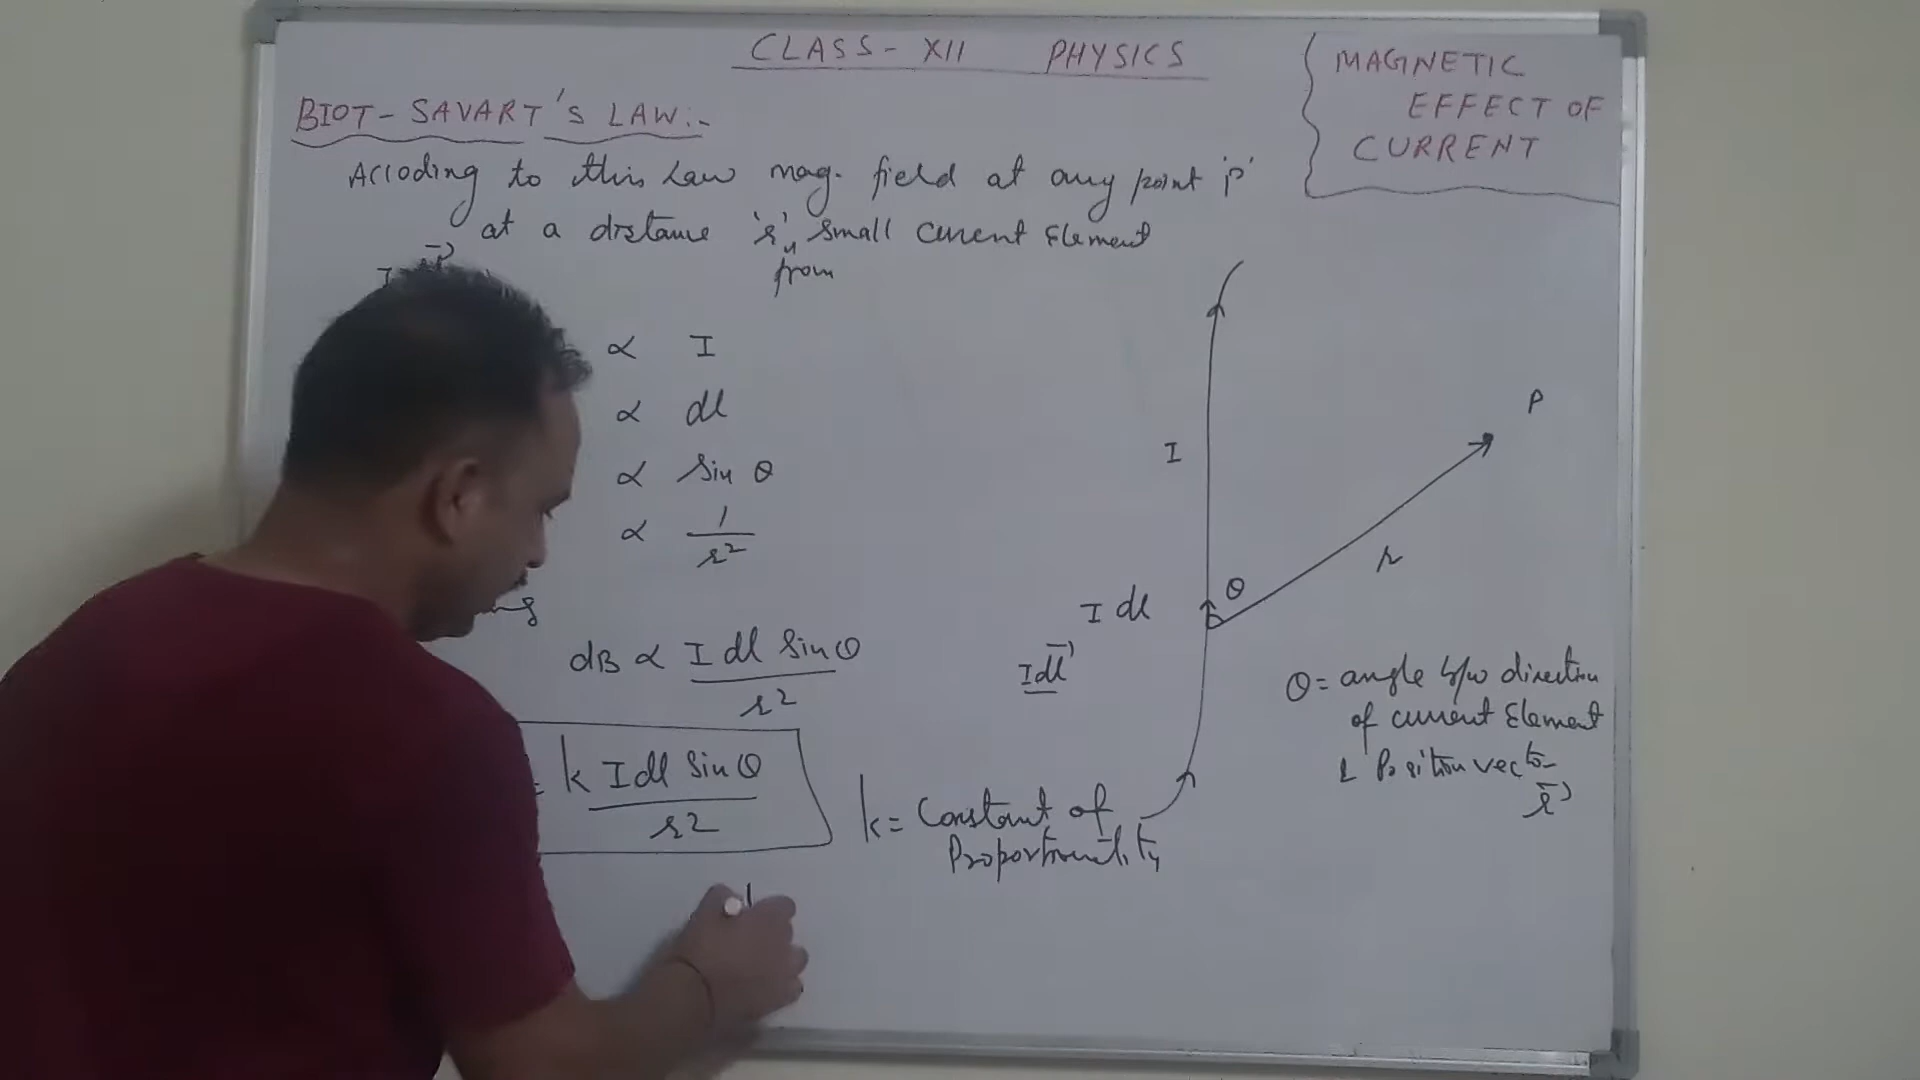 CLASS - XII PHYSICS
MAGNETIC
EFFECT OF
CURRENT
BIOT - SAVART'S LAW:-
Accroding to this Law mag. field at any point 'P'
at a distance 'r' small current Element
from
I
∝ I
∝ dl
∝ Sin θ
∝ 1/r²
dB ∝ I dl Sin θ / r²
= k I dl Sin θ / r²
k = Constant of
Proportionality
P
I
r
θ
I dl
I dl⃗
θ = angle b/w direction
of current Element
& Position vector
r⃗